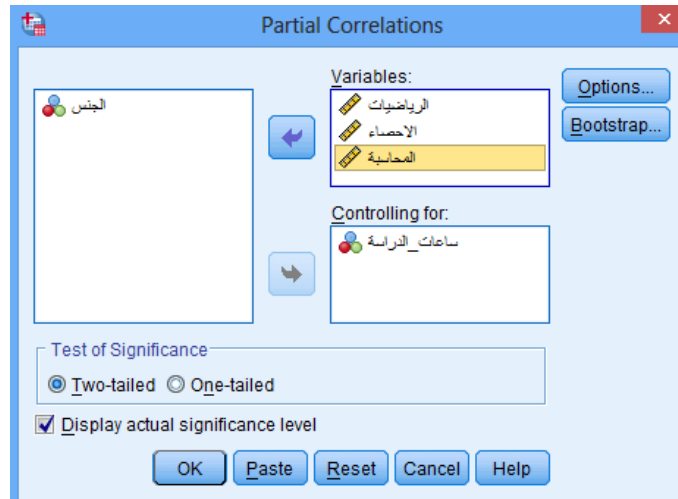 Partial Correlations
الجنس
Variables:
الرياضيات
الاحصاء
المحاسبة
Controlling for:
ساعات_الدراسة
Options...
Bootstrap...
Test of Significance
Two-tailed One-tailed
Display actual significance level
OK Paste Reset Cancel Help